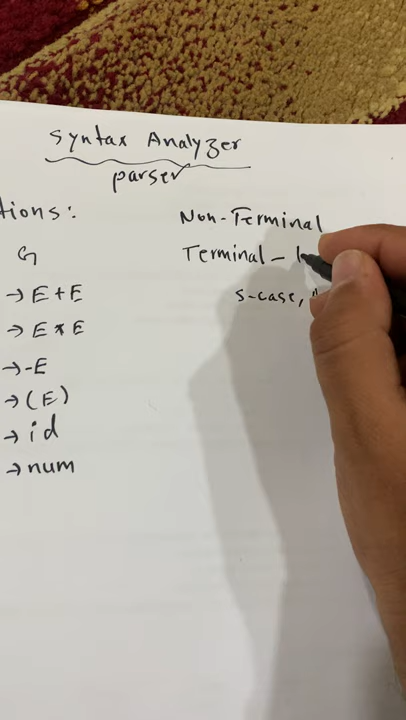 Syntax Analyzer
parser
tions:
Non-Terminal
G
Terminal -
→ E + E
s-case,
→ E * E
→ -E
→ (E)
→ id
→ num